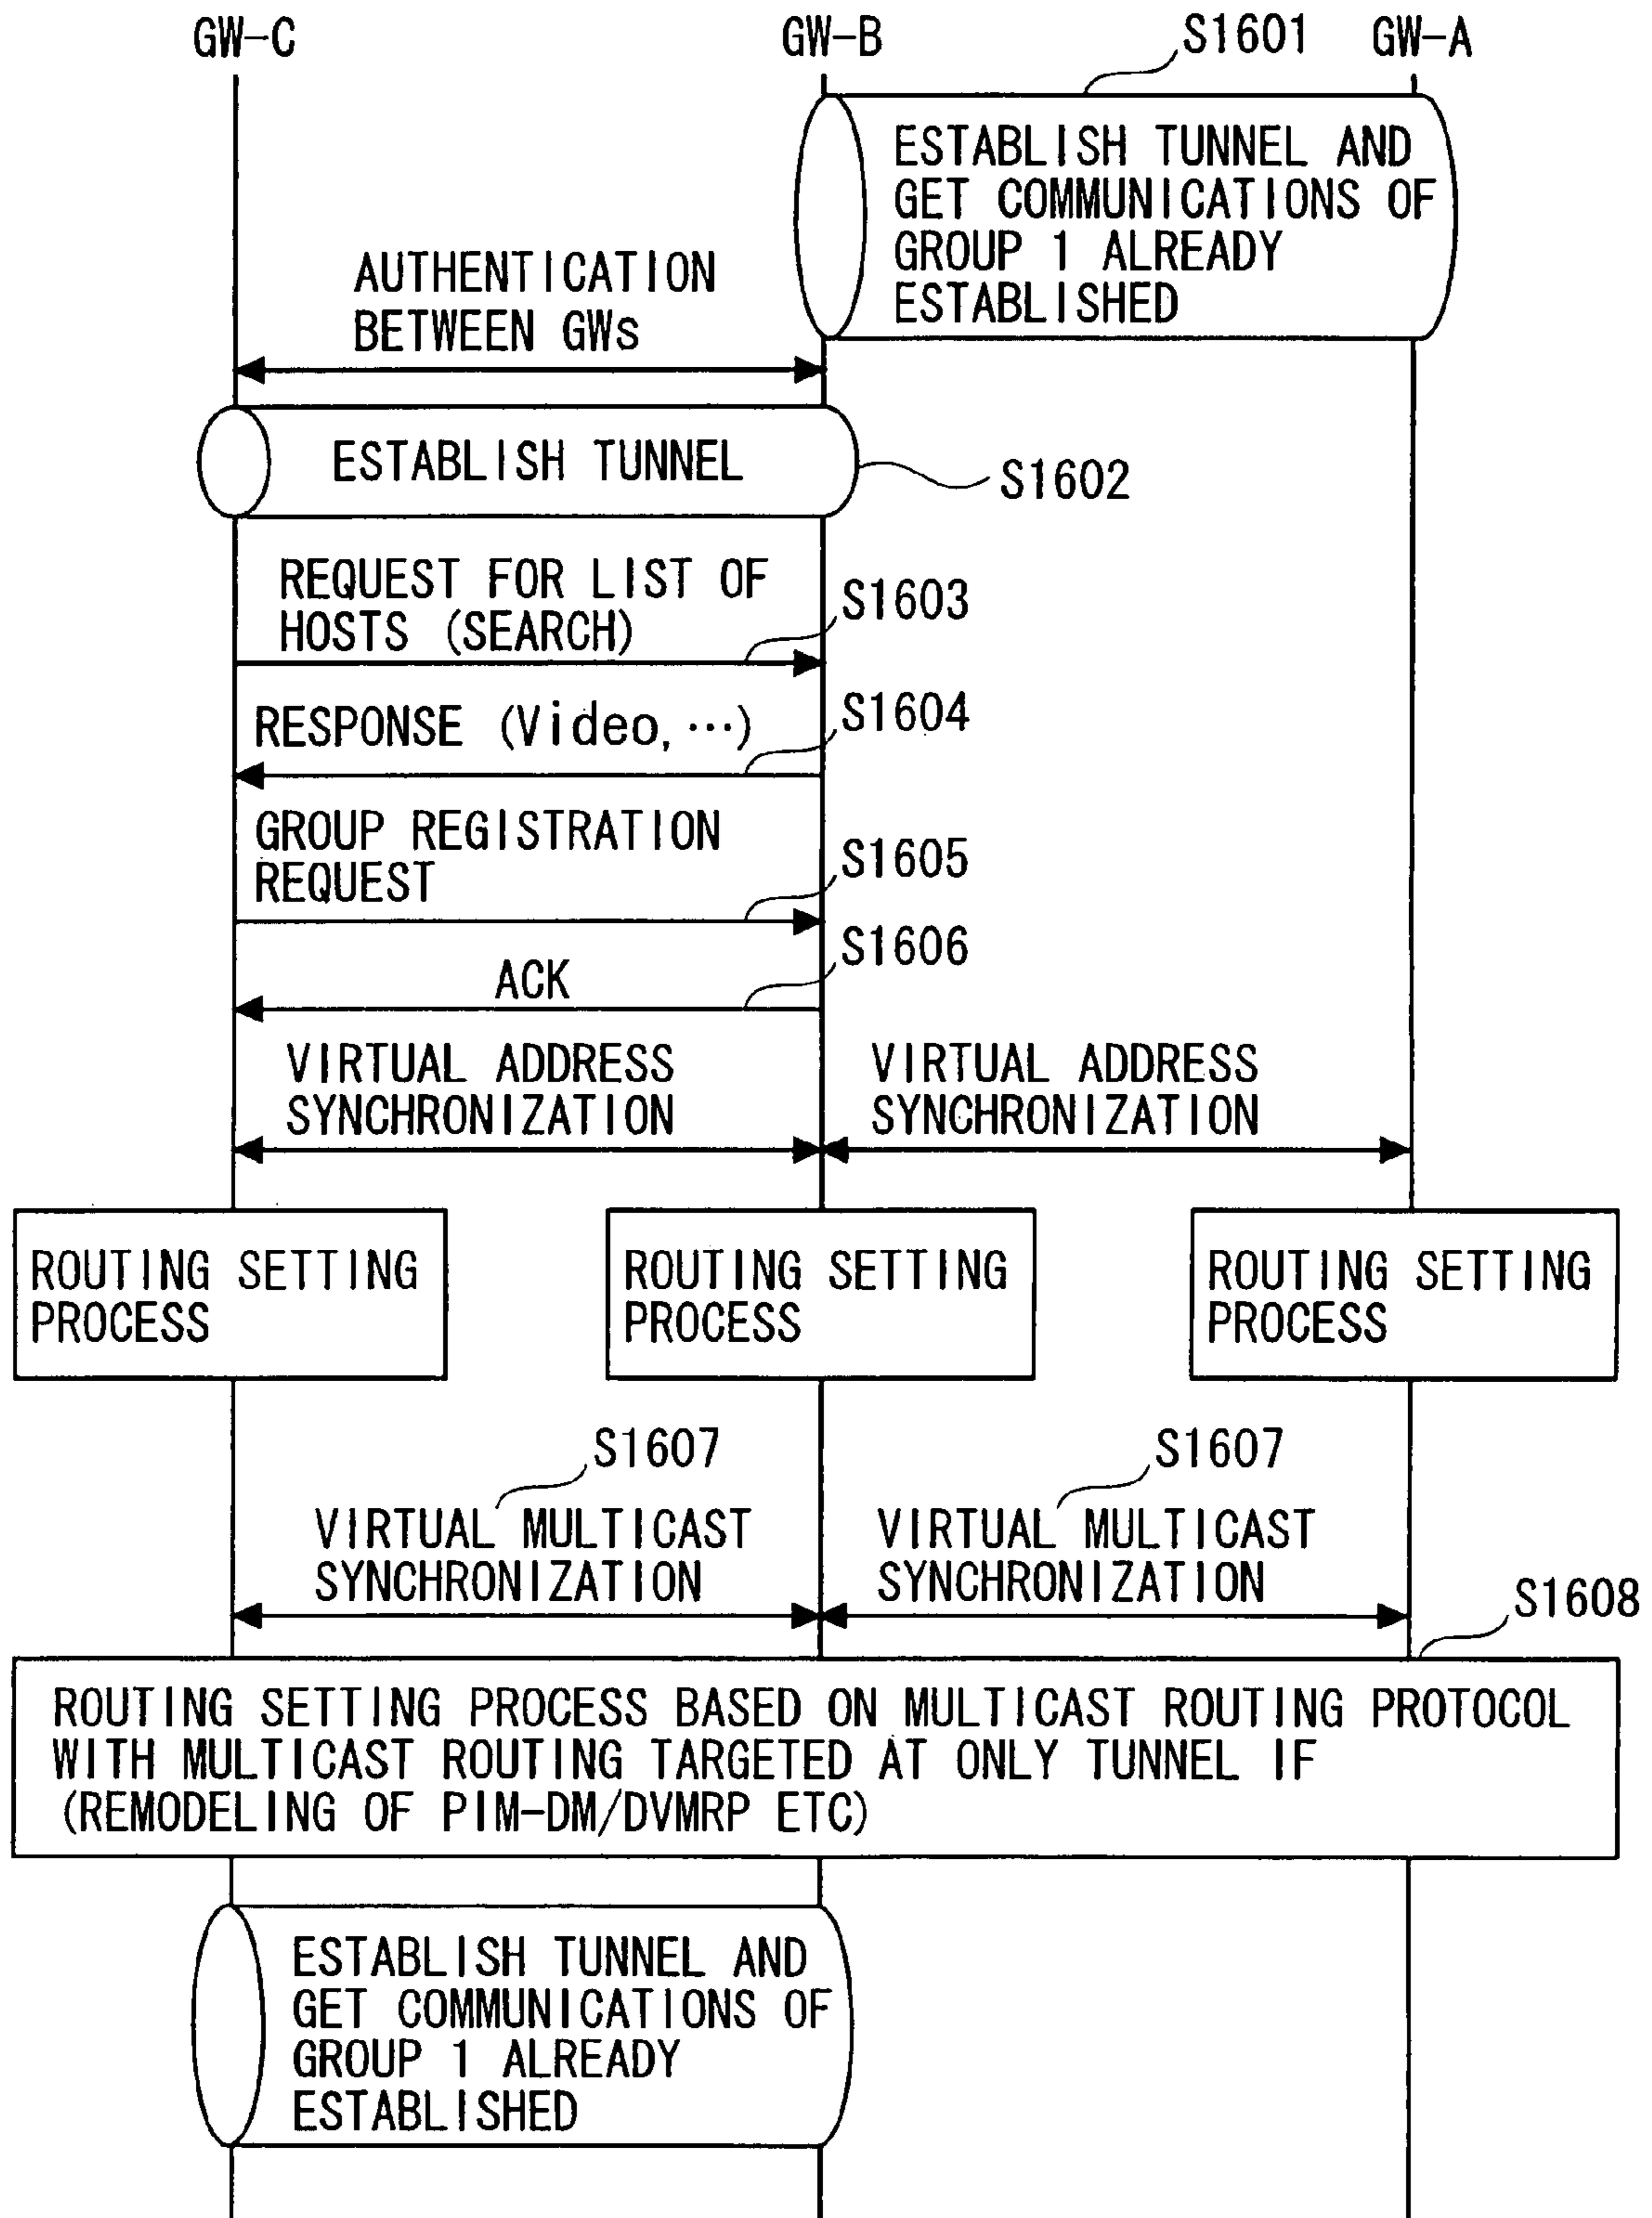 GW-C
GW-B
S1601
GW-A
ESTABLISH TUNNEL AND
GET COMMUNICATIONS OF
GROUP 1 ALREADY
ESTABLISHED
AUTHENTICATION
BETWEEN GWs
ESTABLISH TUNNEL
S1602
REQUEST FOR LIST OF
HOSTS (SEARCH)
S1603
RESPONSE (Video, ···)
S1604
GROUP REGISTRATION
REQUEST
S1605
ACK
S1606
VIRTUAL ADDRESS
SYNCHRONIZATION
VIRTUAL ADDRESS
SYNCHRONIZATION
ROUTING SETTING
PROCESS
ROUTING SETTING
PROCESS
ROUTING SETTING
PROCESS
S1607
VIRTUAL MULTICAST
SYNCHRONIZATION
S1607
VIRTUAL MULTICAST
SYNCHRONIZATION
S1608
ROUTING SETTING PROCESS BASED ON MULTICAST ROUTING PROTOCOL
WITH MULTICAST ROUTING TARGETED AT ONLY TUNNEL IF
(REMODELING OF PIM-DM/DVMRP ETC)
ESTABLISH TUNNEL AND
GET COMMUNICATIONS OF
GROUP 1 ALREADY
ESTABLISHED